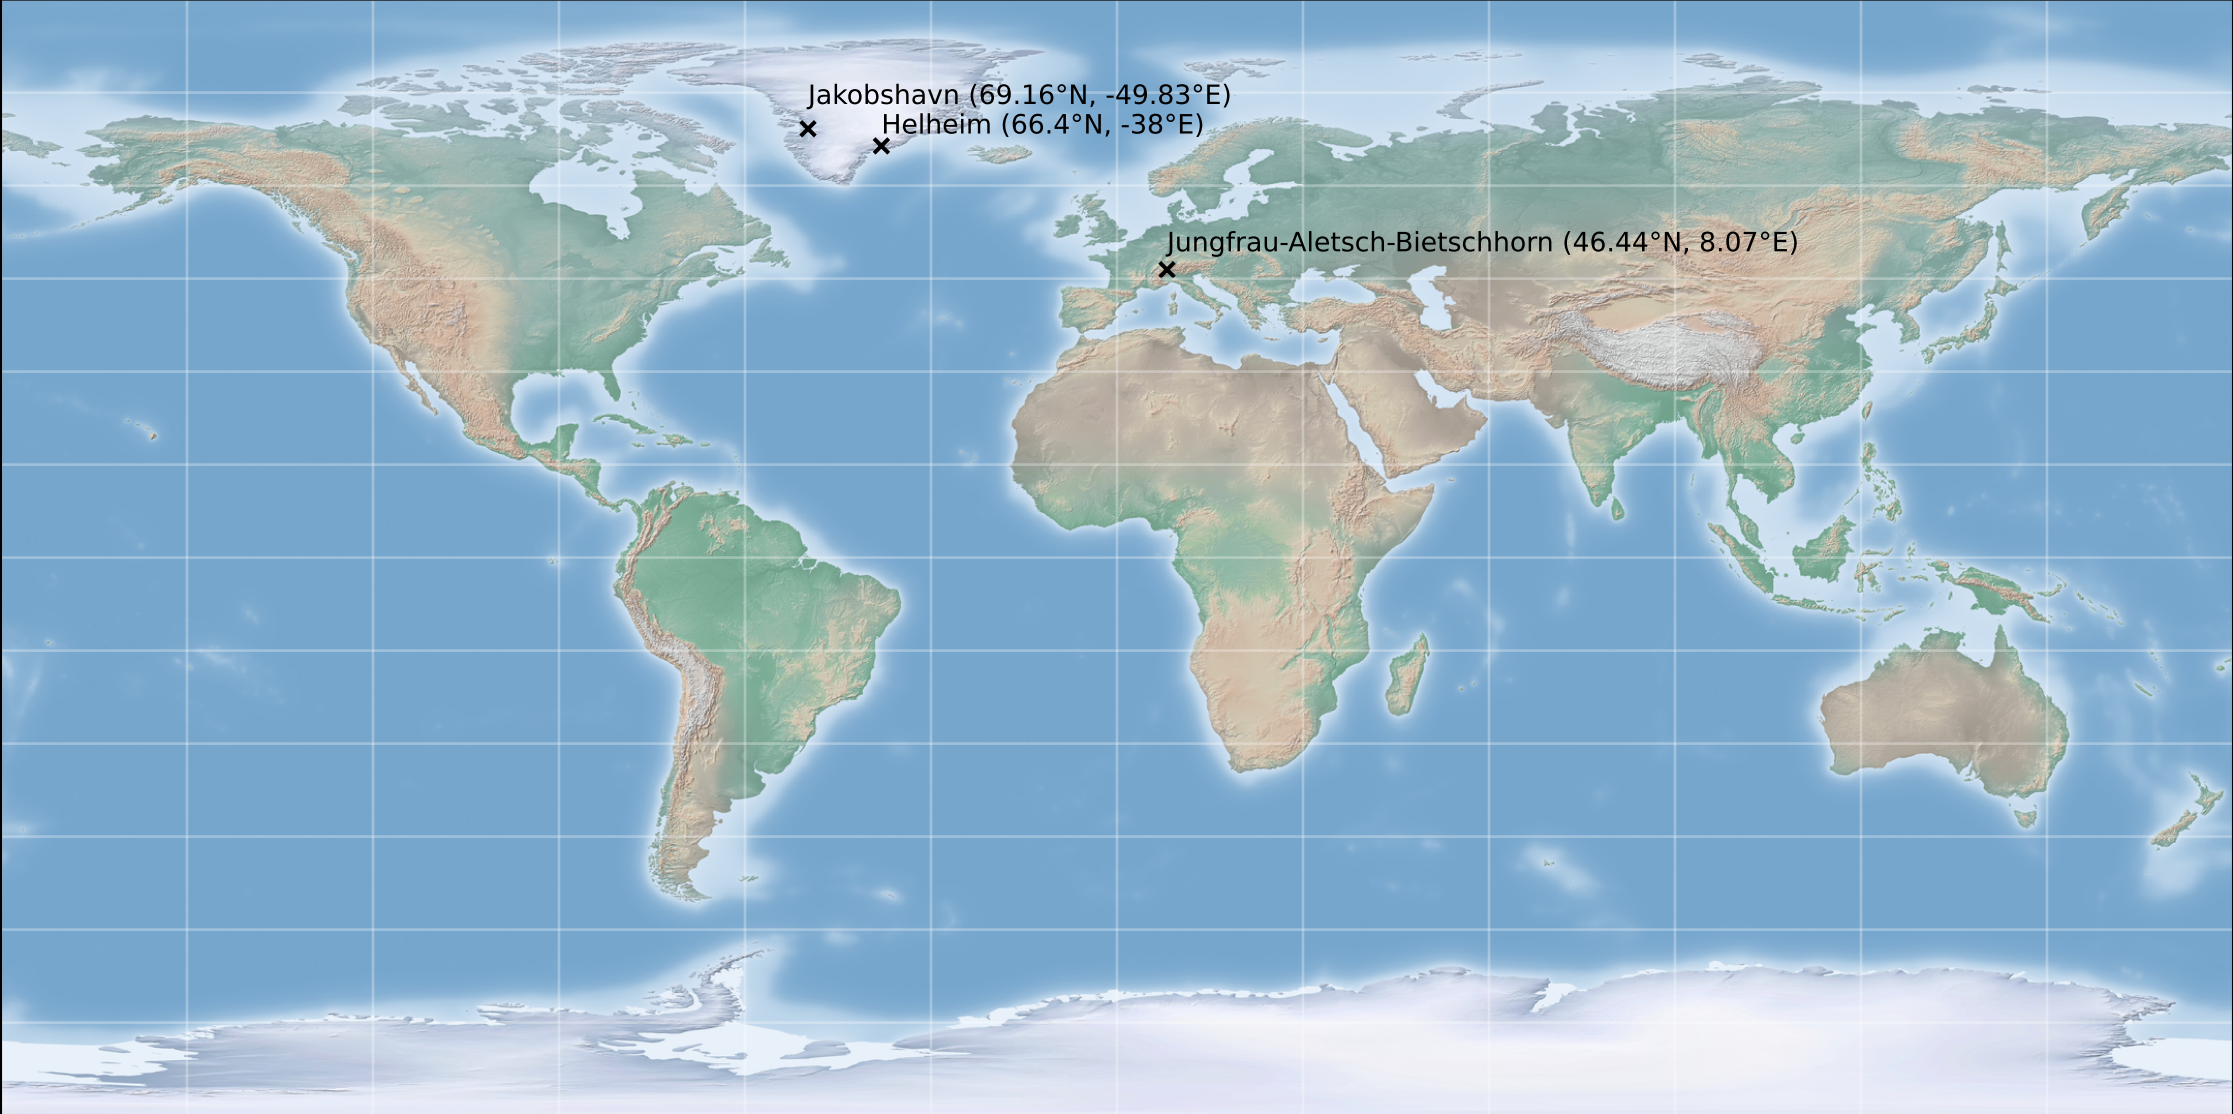 Jakobshavn (69.16°N, -49.83°E)
Helheim (66.4°N, -38°E)
Jungfrau-Aletsch-Bietschhorn (46.44°N, 8.07°E)